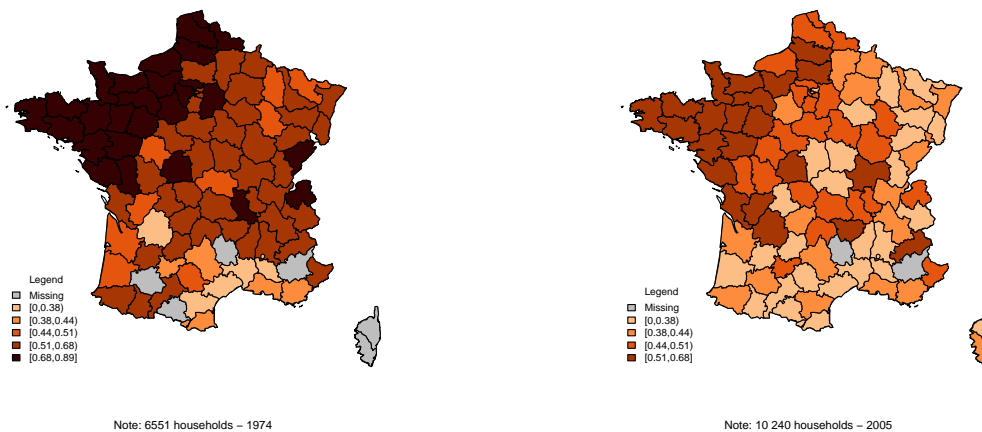 Legend
Missing
[0,0.38)
[0.38,0.44)
[0.44,0.51)
[0.51,0.68)
[0.68,0.89]
Note: 6551 households − 1974
Legend
Missing
[0,0.38)
[0.38,0.44)
[0.44,0.51)
[0.51,0.68]
Note: 10 240 households − 2005